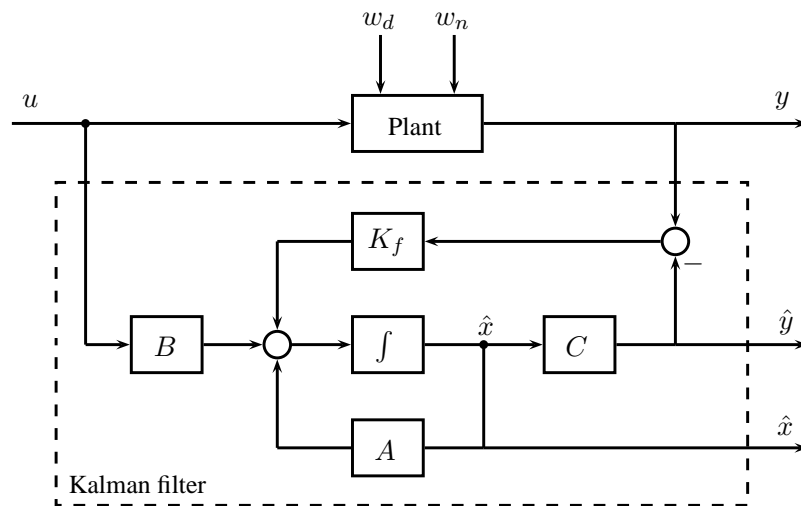 w_d w_n
u
y
Plant
K_f
−
B
∫
x̂
C
ŷ
A
x̂
Kalman filter